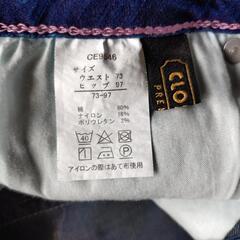 CE9646
サイズ
ウエスト 73
ヒップ 97
73-97
綿 80%
ナイロン 18%
ポリウレタン 2%
40
アイロンの際はあて布使用
CLO
PRE